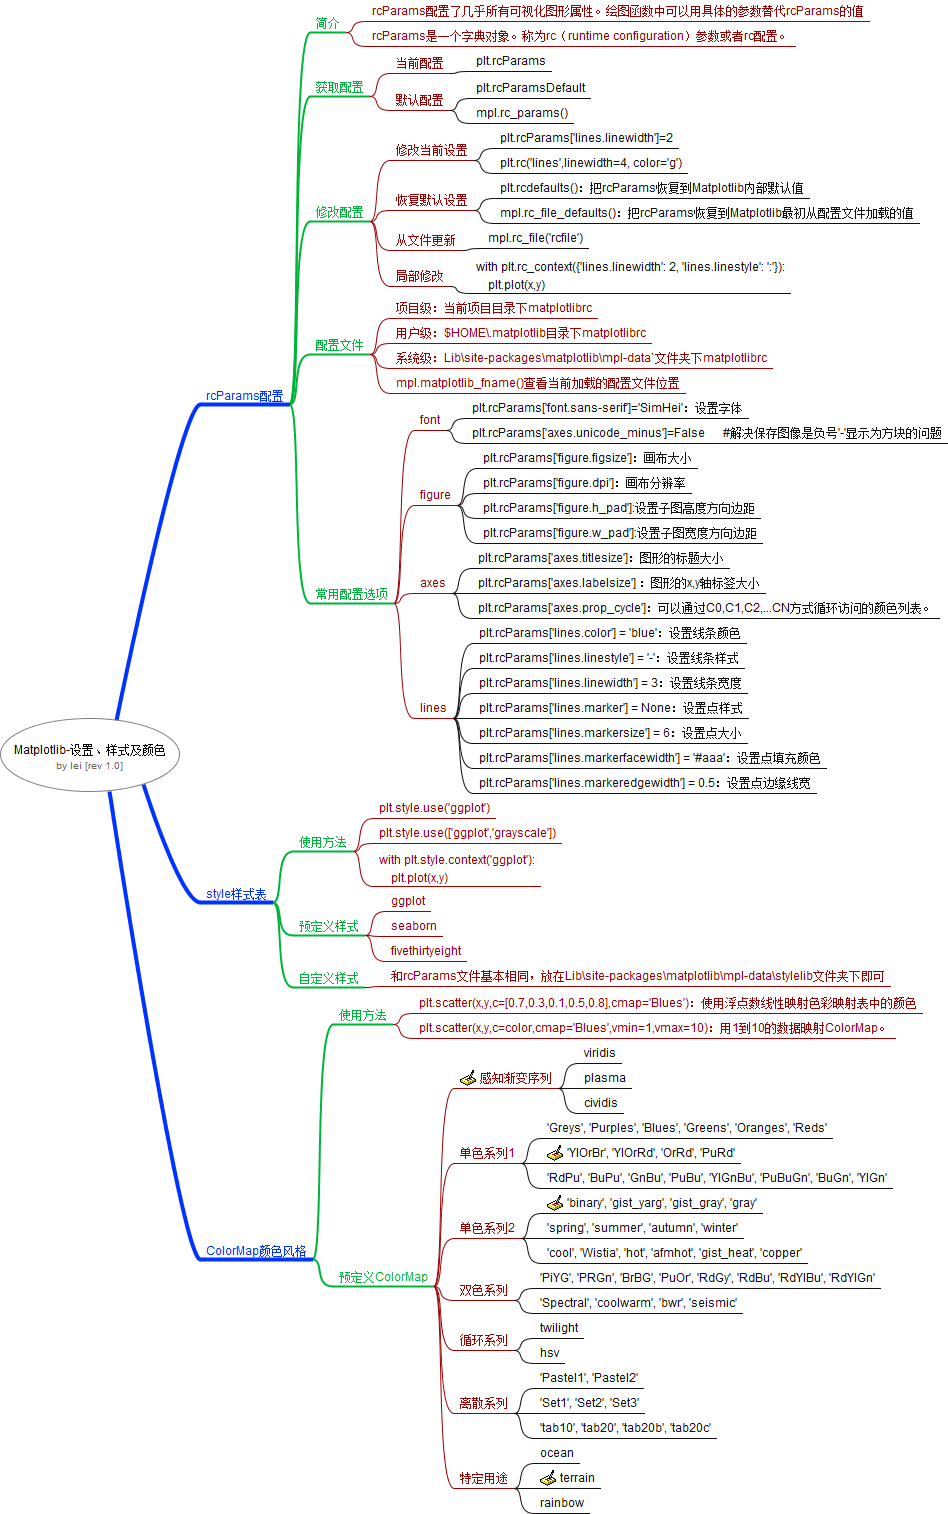 Matplotlib-设置、样式及颜色
by lei [rev 1.0]
rcParams配置
简介
rcParams配置了几乎所有可视化图形属性。绘图函数中可以用具体的参数替代rcParams的值
rcParams是一个字典对象。称为rc（runtime configuration）参数或者rc配置。
获取配置
当前配置
plt.rcParams
默认配置
plt.rcParamsDefault
mpl.rc_params()
修改配置
修改当前设置
plt.rcParams['lines.linewidth']=2
plt.rc('lines',linewidth=4, color='g')
恢复默认设置
plt.rcdefaults()：把rcParams恢复到Matplotlib内部默认值
mpl.rc_file_defaults()：把rcParams恢复到Matplotlib最初从配置文件加载的值
从文件更新
mpl.rc_file('rcfile')
局部修改
with plt.rc_context({'lines.linewidth': 2, 'lines.linestyle': ':'}):
plt.plot(x,y)
配置文件
项目级：当前项目目录下matplotlibrc
用户级：$HOME\.matplotlib目录下matplotlibrc
系统级：Lib\site-packages\matplotlib\mpl-data`文件夹下matplotlibrc
mpl.matplotlib_fname()查看当前加载的配置文件位置
常用配置选项
font
plt.rcParams['font.sans-serif']='SimHei'：设置字体
plt.rcParams['axes.unicode_minus']=False #解决保存图像是负号'-'显示为方块的问题
figure
plt.rcParams['figure.figsize']：画布大小
plt.rcParams['figure.dpi']：画布分辨率
plt.rcParams['figure.h_pad']:设置子图高度方向边距
plt.rcParams['figure.w_pad']:设置子图宽度方向边距
axes
plt.rcParams['axes.titlesize']：图形的标题大小
plt.rcParams['axes.labelsize']：图形的x,y轴标签大小
plt.rcParams['axes.prop_cycle']：可以通过C0,C1,C2,...CN方式循环访问的颜色列表。
lines
plt.rcParams['lines.color'] = 'blue'：设置线条颜色
plt.rcParams['lines.linestyle'] = '-'：设置线条样式
plt.rcParams['lines.linewidth'] = 3：设置线条宽度
plt.rcParams['lines.marker'] = None：设置点样式
plt.rcParams['lines.markersize'] = 6：设置点大小
plt.rcParams['lines.markerfacewidth'] = '#aaa'：设置点填充颜色
plt.rcParams['lines.markeredgewidth'] = 0.5：设置点边缘线宽
style样式表
使用方法
plt.style.use('ggplot')
plt.style.use(['ggplot','grayscale'])
with plt.style.context('ggplot'):
plt.plot(x,y)
预定义样式
ggplot
seaborn
fivethirtyeight
自定义样式
和rcParams文件基本相同，放在Lib\site-packages\matplotlib\mpl-data\stylelib文件夹下即可
ColorMap颜色风格
使用方法
plt.scatter(x,y,c=[0.7,0.3,0.1,0.5,0.8],cmap='Blues')：使用浮点数线性映射色彩映射表中的颜色
plt.scatter(x,y,c=color,cmap='Blues',vmin=1,vmax=10)：用1到10的数据映射ColorMap。
预定义ColorMap
感知渐变序列
viridis
plasma
cividis
单色系列1
'Greys', 'Purples', 'Blues', 'Greens', 'Oranges', 'Reds'
'YlOrBr', 'YlOrRd', 'OrRd', 'PuRd'
'RdPu', 'BuPu', 'GnBu', 'PuBu', 'YlGnBu', 'PuBuGn', 'BuGn', 'YlGn'
单色系列2
'binary', 'gist_yarg', 'gist_gray', 'gray'
'spring', 'summer', 'autumn', 'winter'
'cool', 'Wistia', 'hot', 'afmhot', 'gist_heat', 'copper'
双色系列
'PiYG', 'PRGn', 'BrBG', 'PuOr', 'RdGy', 'RdBu', 'RdYlBu', 'RdYlGn'
'Spectral', 'coolwarm', 'bwr', 'seismic'
循环系列
twilight
hsv
离散系列
'Pastel1', 'Pastel2'
'Set1', 'Set2', 'Set3'
'tab10', 'tab20', 'tab20b', 'tab20c'
特定用途
ocean
terrain
rainbow